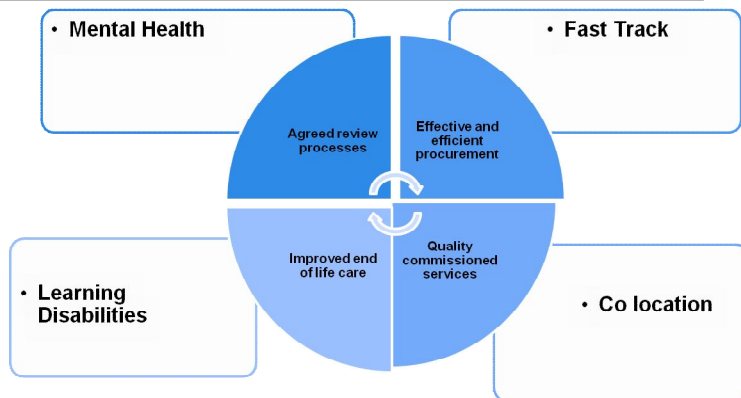 • Mental Health
• Fast Track
Agreed review
processes
Effective and
efficient
procurement
Improved end
of life care
Quality
commissioned
services
• Learning
Disabilities
• Co location